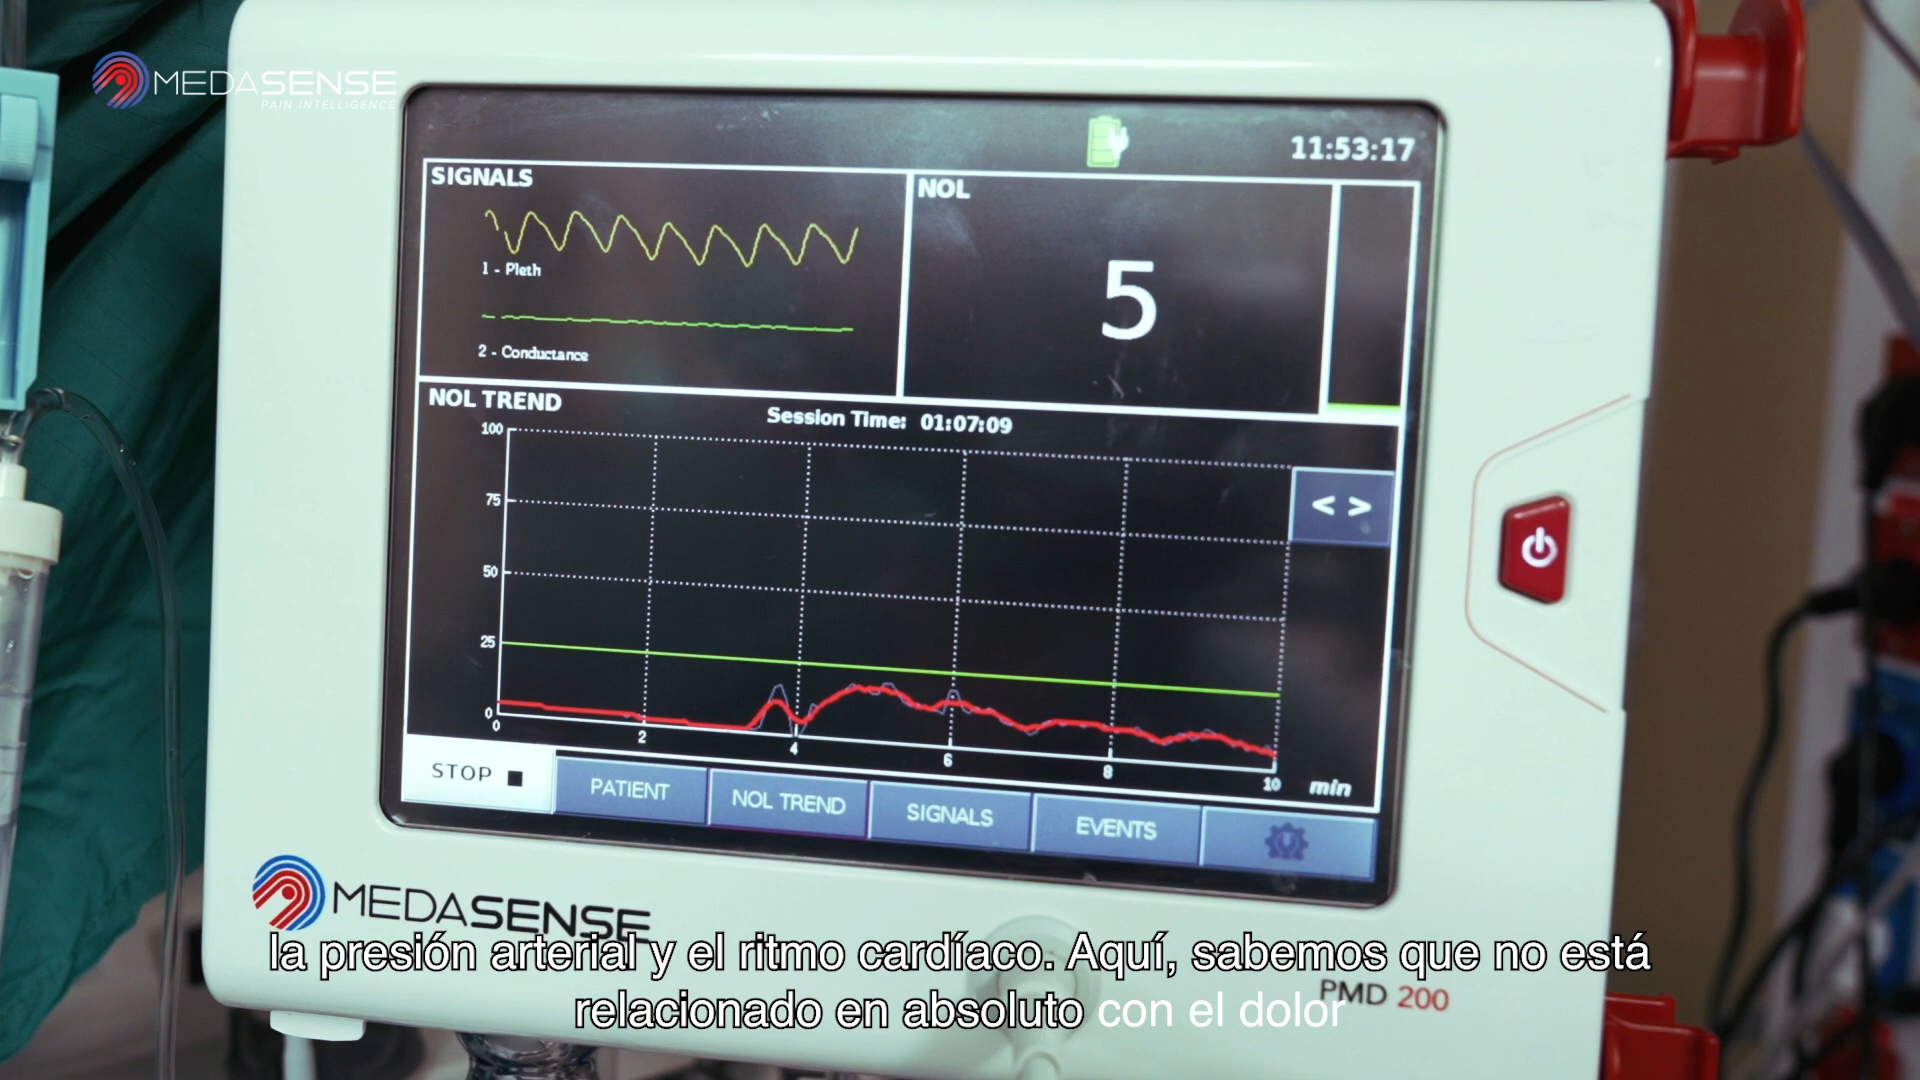 MEDASENSE
PAIN INTELLIGENCE
11:53:17
SIGNALS
1 - Pleth
2 - Conductance
NOL
5
NOL TREND
Session Time: 01:07:09
100
75
50
25
0
0 2 4 6 8 10 min
< >
STOP
PATIENT
NOL TREND
SIGNALS
EVENTS
MEDASENSE
PMD 200
la presión arterial y el ritmo cardíaco. Aquí, sabemos que no está
relacionado en absoluto con el dolor